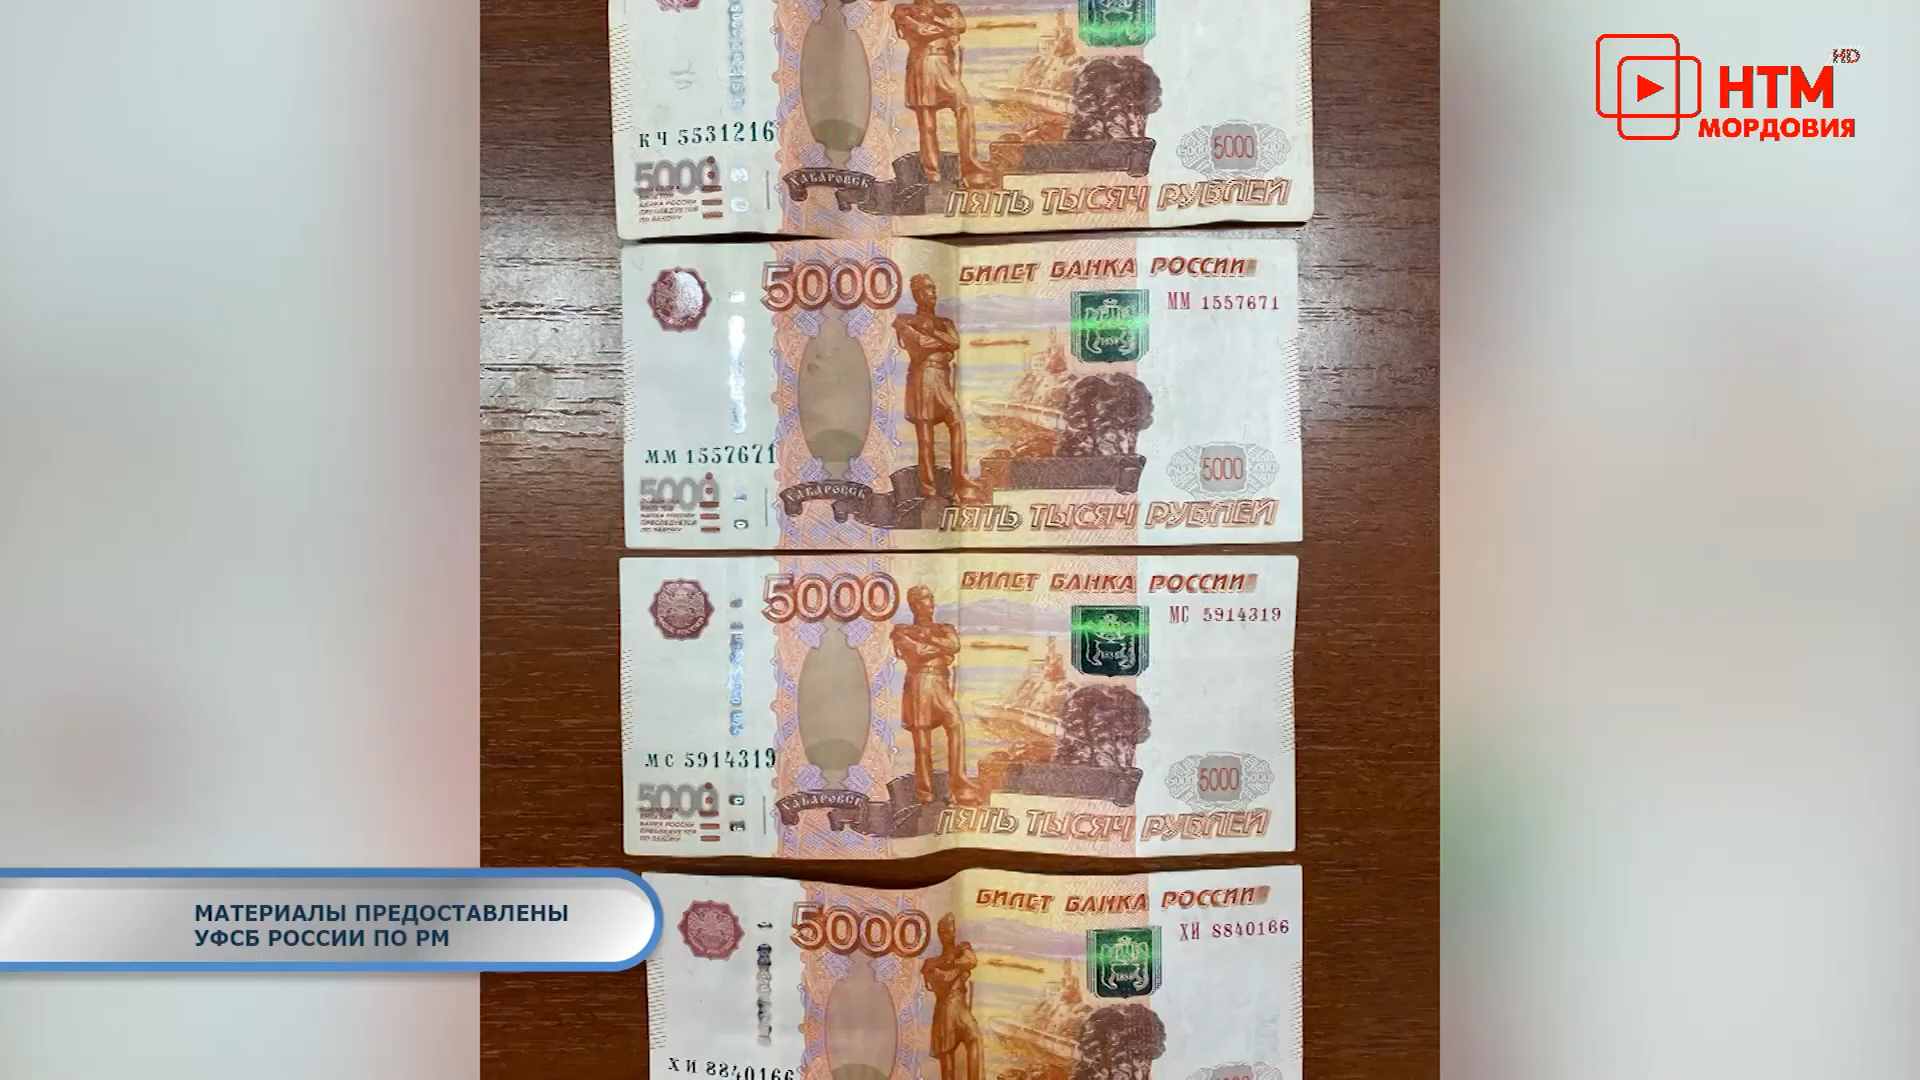 HD
НТМ
МОРДОВИЯ
КЧ 5531216
5000
ХАБАРОВСК
5000
ПЯТЬ ТЫСЯЧ РУБЛЕЙ
5000
БИЛЕТ БАНКА РОССИИ
ММ 1557671
ММ 1557671
5000
ХАБАРОВСК
5000
ПЯТЬ ТЫСЯЧ РУБЛЕЙ
5000
БИЛЕТ БАНКА РОССИИ
МС 5914319
МС 5914319
5000
ХАБАРОВСК
5000
ПЯТЬ ТЫСЯЧ РУБЛЕЙ
5000
БИЛЕТ БАНКА РОССИИ
ХИ 8840166
ХИ 8840166
МАТЕРИАЛЫ ПРЕДОСТАВЛЕНЫ
УФСБ РОССИИ ПО РМ